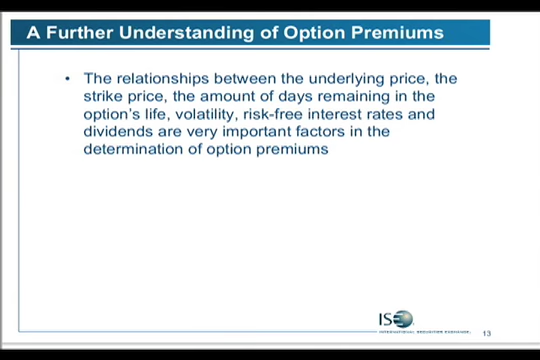 A Further Understanding of Option Premiums
• The relationships between the underlying price, the
strike price, the amount of days remaining in the
option's life, volatility, risk-free interest rates and
dividends are very important factors in the
determination of option premiums
ISE
INTERNATIONAL SECURITIES EXCHANGE.
13